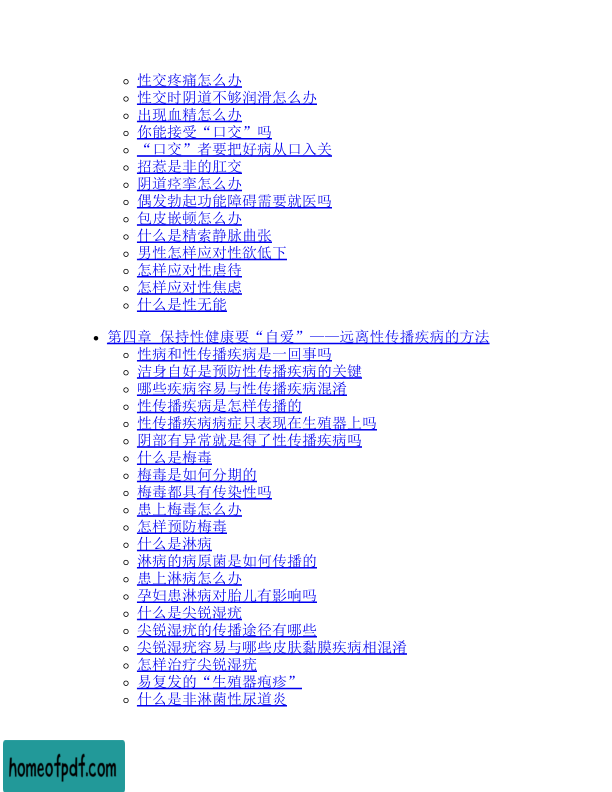 性交疼痛怎么办
性交时阴道不够润滑怎么办
出现血精怎么办
你能接受“口交”吗
“口交”者要把好病从口入关
招惹是非的肛交
阴道痉挛怎么办
偶发勃起功能障碍需要就医吗
包皮嵌顿怎么办
什么是精索静脉曲张
男性怎样应对性欲低下
怎样应对性虐待
怎样应对性焦虑
什么是性无能
第四章 保持性健康要“自爱”——远离性传播疾病的方法
性病和性传播疾病是一回事吗
洁身自好是预防性传播疾病的关键
哪些疾病容易与性传播疾病混淆
性传播疾病是怎样传播的
性传播疾病病症只表现在生殖器上吗
阴部有异常就是得了性传播疾病吗
什么是梅毒
梅毒是如何分期的
梅毒都具有传染性吗
患上梅毒怎么办
怎样预防梅毒
什么是淋病
淋病的病原菌是如何传播的
患上淋病怎么办
孕妇患淋病对胎儿有影响吗
什么是尖锐湿疣
尖锐湿疣的传播途径有哪些
尖锐湿疣容易与哪些皮肤黏膜疾病相混淆
怎样治疗尖锐湿疣
易复发的“生殖器疱疹”
什么是非淋菌性尿道炎
homeofpdf.com